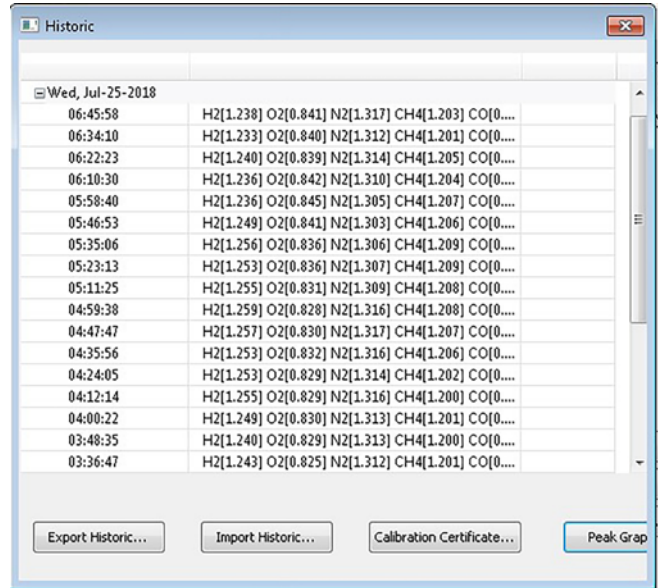 Historic
Wed, Jul-25-2018
06:45:58 H2[1.238] O2[0.841] N2[1.317] CH4[1.203] CO[0....
06:34:10 H2[1.233] O2[0.840] N2[1.312] CH4[1.201] CO[0....
06:22:23 H2[1.240] O2[0.839] N2[1.314] CH4[1.205] CO[0....
06:10:30 H2[1.236] O2[0.842] N2[1.310] CH4[1.204] CO[0....
05:58:40 H2[1.236] O2[0.845] N2[1.305] CH4[1.207] CO[0....
05:46:53 H2[1.249] O2[0.841] N2[1.303] CH4[1.206] CO[0....
05:35:06 H2[1.256] O2[0.836] N2[1.306] CH4[1.209] CO[0....
05:23:13 H2[1.253] O2[0.836] N2[1.307] CH4[1.209] CO[0....
05:11:25 H2[1.255] O2[0.831] N2[1.309] CH4[1.208] CO[0....
04:59:38 H2[1.259] O2[0.828] N2[1.316] CH4[1.208] CO[0....
04:47:47 H2[1.257] O2[0.830] N2[1.317] CH4[1.207] CO[0....
04:35:56 H2[1.253] O2[0.832] N2[1.316] CH4[1.206] CO[0....
04:24:05 H2[1.253] O2[0.829] N2[1.314] CH4[1.202] CO[0....
04:12:14 H2[1.255] O2[0.829] N2[1.316] CH4[1.200] CO[0....
04:00:22 H2[1.249] O2[0.830] N2[1.313] CH4[1.201] CO[0....
03:48:35 H2[1.240] O2[0.829] N2[1.313] CH4[1.200] CO[0....
03:36:47 H2[1.243] O2[0.825] N2[1.312] CH4[1.201] CO[0....
Export Historic... Import Historic... Calibration Certificate... Peak Grap